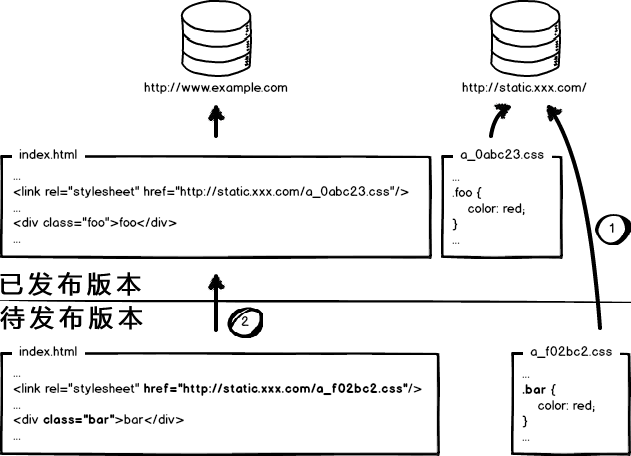 http://www.example.com
http://static.xxx.com/
index.html
...
<link rel="stylesheet" href="http://static.xxx.com/a_0abc23.css"/>
...
<div class="foo">foo</div>
...
a_0abc23.css
...
.foo {
color: red;
}
...
1
已发布版本
待发布版本
2
index.html
...
<link rel="stylesheet" href="http://static.xxx.com/a_f02bc2.css"/>
...
<div class="bar">bar</div>
...
a_f02bc2.css
...
.bar {
color: red;
}
...